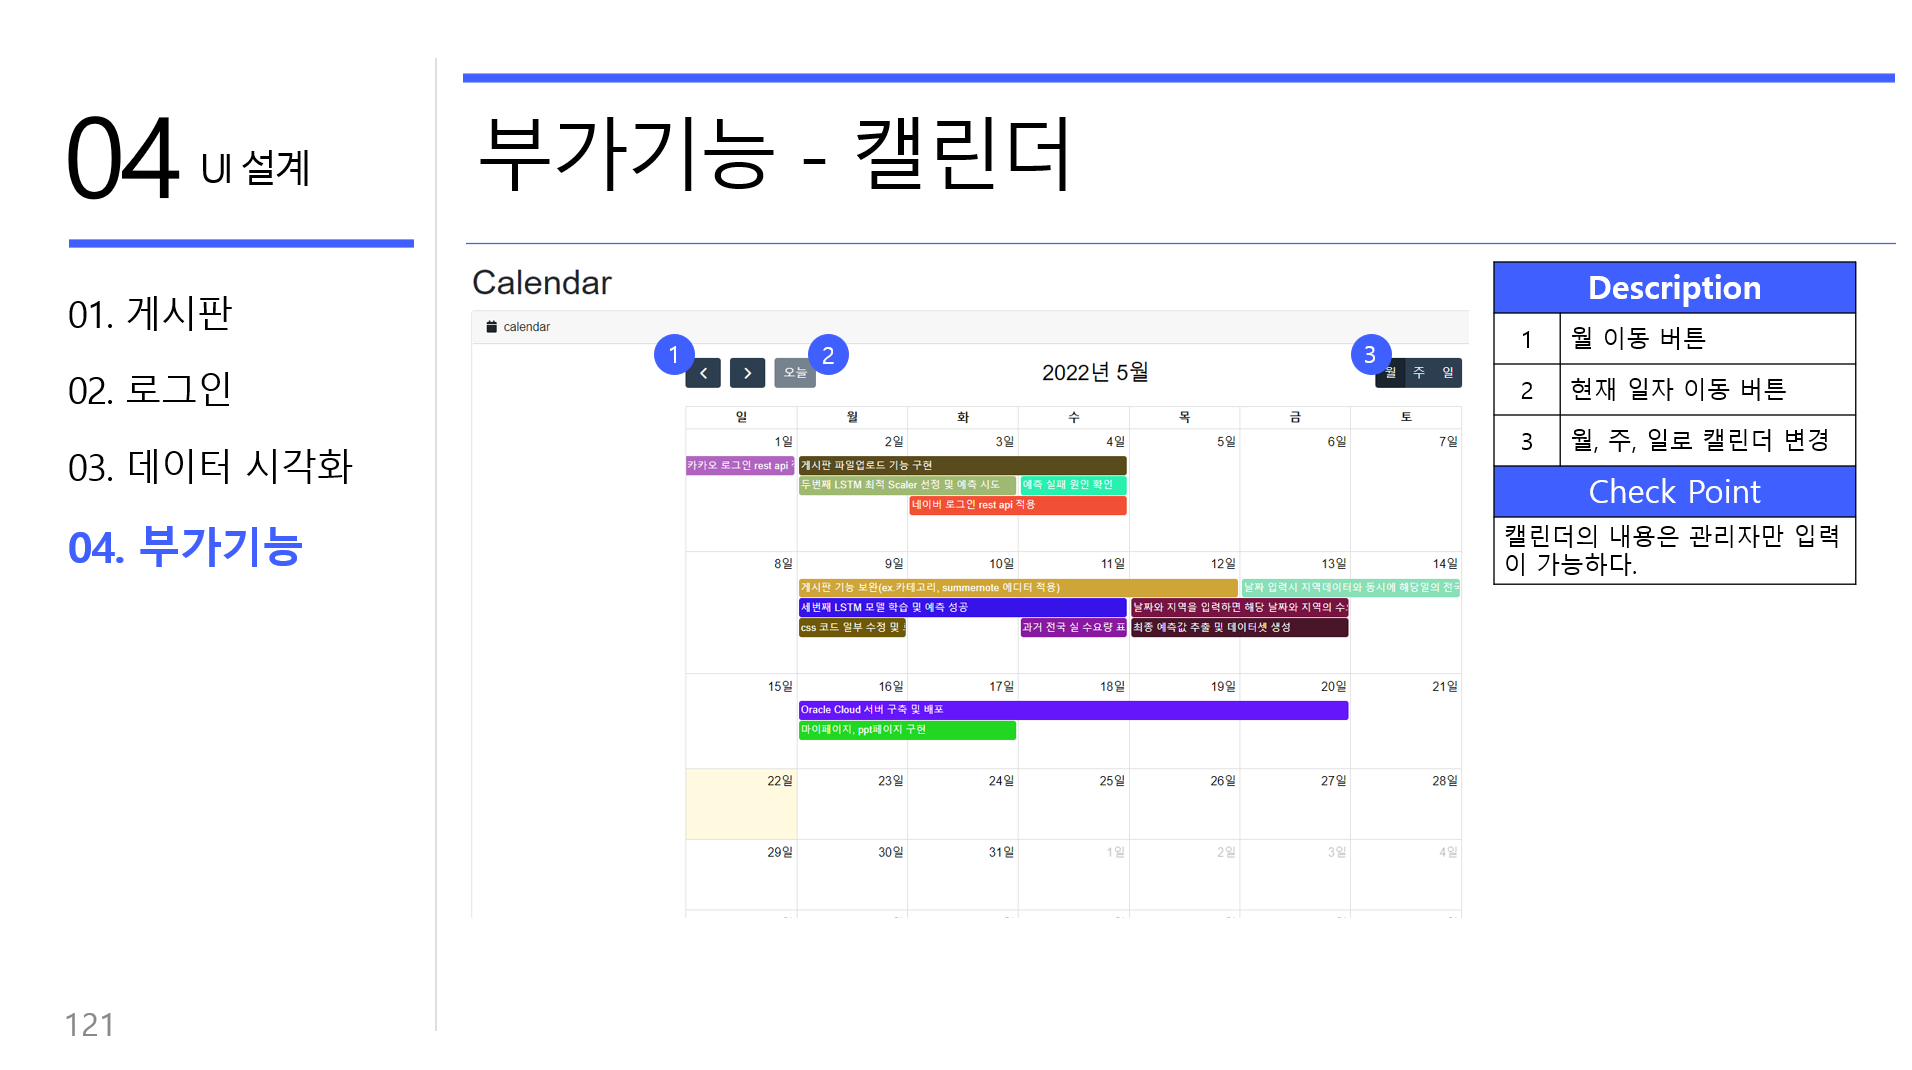 04 UI 설계
01. 게시판
02. 로그인
03. 데이터 시각화
04. 부가기능
121
부가기능 - 캘린더
Calendar
calendar
1
2
오늘
2022년 5월
3
월 주 일
일 월 화 수 목 금 토
1일 2일 3일 4일 5일 6일 7일
카카오 로그인 rest api
게시판 파일업로드 기능 구현
두번째 LSTM 최적 Scaler 선정 및 예측 시도
예측 실패 원인 확인
네이버 로그인 rest api 적용
8일 9일 10일 11일 12일 13일 14일
게시판 기능 보완(ex.카테고리, summernote 에디터 적용)
날짜 입력시 지역데이터와 동시에 해당일의 전국
세번째 LSTM 모델 학습 및 예측 성공
날짜와 지역을 입력하면 해당 날짜와 지역의 수
css 코드 일부 수정 및
과거 전국 실 수요량 표
최종 예측값 추출 및 데이터셋 생성
15일 16일 17일 18일 19일 20일 21일
Oracle Cloud 서버 구축 및 배포
마이페이지, ppt페이지 구현
22일 23일 24일 25일 26일 27일 28일
29일 30일 31일 1일 2일 3일 4일
Description
1 월 이동 버튼
2 현재 일자 이동 버튼
3 월, 주, 일로 캘린더 변경
Check Point
캘린더의 내용은 관리자만 입력
이 가능하다.